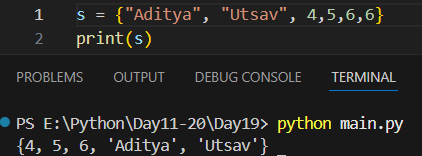 1 s = {"Aditya", "Utsav", 4,5,6,6}
2 print(s)
PROBLEMS OUTPUT DEBUG CONSOLE TERMINAL
PS E:\Python\Day11-20\Day19> python main.py
{4, 5, 6, 'Aditya', 'Utsav'}